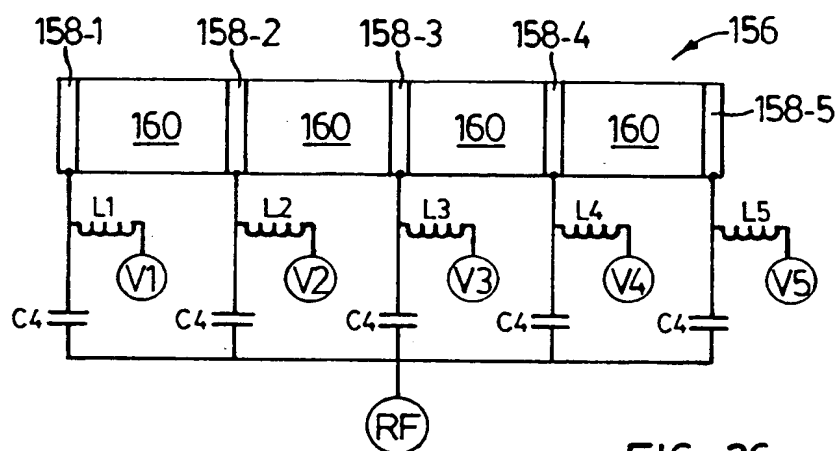 158-1 158-2 158-3 158-4 156
160 160 160 160 158-5
L1 L2 L3 L4 L5
V1 V2 V3 V4 V5
C4 C4 C4 C4 C4
RF